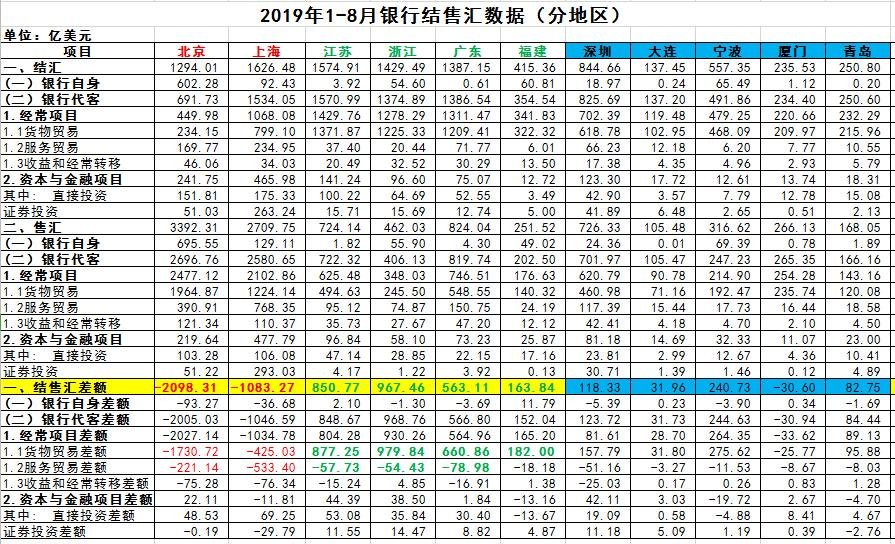 2019年1-8月银行结售汇数据（分地区）
单位：亿美元
项目 北京 上海 江苏 浙江 广东 福建 深圳 大连 宁波 厦门 青岛
一、结汇 1294.01 1626.48 1574.91 1429.49 1387.15 415.36 844.66 137.45 557.35 235.53 250.80
(一）银行自身 602.28 92.43 3.92 54.60 0.61 60.81 18.97 0.24 65.49 1.12 0.20
(二）银行代客 691.73 1534.05 1570.99 1374.89 1386.54 354.54 825.69 137.20 491.86 234.40 250.60
1.经常项目 449.98 1068.08 1429.76 1278.29 1311.47 341.83 702.39 119.48 479.25 220.66 232.29
1.1货物贸易 234.15 799.10 1371.87 1225.33 1209.41 322.32 618.78 102.95 468.09 209.97 215.96
1.2服务贸易 169.77 234.95 37.40 20.44 71.77 6.01 66.23 12.18 6.20 7.77 10.55
1.3收益和经常转移 46.06 34.03 20.49 32.52 30.29 13.50 17.38 4.35 4.96 2.93 5.79
2.资本与金融项目 241.75 465.98 141.24 96.60 75.07 12.72 123.30 17.72 12.61 13.74 18.31
其中： 直接投资 151.81 175.33 100.22 64.69 52.55 3.49 42.90 3.57 7.79 12.78 15.08
证券投资 51.03 263.24 15.71 15.69 12.74 5.00 41.89 6.48 2.65 0.51 2.13
二、售汇 3392.31 2709.75 724.14 462.03 824.04 251.52 726.33 105.48 316.62 266.13 168.05
(一）银行自身 695.55 129.11 1.82 55.90 4.30 49.02 24.36 0.01 69.39 0.78 1.89
(二）银行代客 2696.76 2580.65 722.32 406.13 819.74 202.50 701.97 105.47 247.23 265.35 166.16
1.经常项目 2477.12 2102.86 625.48 348.03 746.51 176.63 620.79 90.78 214.90 254.28 143.16
1.1货物贸易 1964.87 1224.14 494.63 245.50 548.55 140.32 460.98 71.16 192.47 235.74 120.08
1.2服务贸易 390.91 768.35 95.12 74.87 150.75 24.19 117.39 15.44 17.73 16.44 18.58
1.3收益和经常转移 121.34 110.37 35.73 27.67 47.20 12.12 42.41 4.18 4.70 2.10 4.50
2.资本与金融项目 219.64 477.79 96.84 58.10 73.23 25.87 81.18 14.69 32.33 11.07 23.00
其中： 直接投资 103.28 106.08 47.14 28.85 22.15 17.16 23.81 2.99 12.67 4.36 10.41
证券投资 51.22 293.03 4.17 1.22 3.92 0.13 30.71 1.39 1.46 0.12 4.89
一、结售汇差额 -2098.31 -1083.27 850.77 967.46 563.11 163.84 118.33 31.96 240.73 -30.60 82.75
(一）银行自身差额 -93.27 -36.68 2.10 -1.30 -3.69 11.79 -5.39 0.23 -3.90 0.34 -1.69
(二）银行代客差额 -2005.03 -1046.59 848.67 968.76 566.80 152.04 123.72 31.73 244.63 -30.94 84.44
1.经常项目差额 -2027.14 -1034.78 804.28 930.26 564.96 165.20 81.61 28.70 264.35 -33.62 89.13
1.1货物贸易差额 -1730.72 -425.03 877.25 979.84 660.86 182.00 157.79 31.80 275.62 -25.77 95.88
1.2服务贸易差额 -221.14 -533.40 -57.73 -54.43 -78.98 -18.18 -51.16 -3.27 -11.53 -8.67 -8.03
1.3收益和经常转移差额 -75.28 -76.34 -15.24 4.85 -16.91 1.38 -25.03 0.17 0.26 0.83 1.28
2.资本与金融项目差额 22.11 -11.81 44.39 38.50 1.84 -13.16 42.11 3.03 -19.72 2.67 -4.70
其中： 直接投资差额 48.53 69.25 53.08 35.84 30.40 -13.67 19.09 0.58 -4.88 8.41 4.67
证券投资差额 -0.19 -29.79 11.55 14.47 8.82 4.87 11.18 5.09 1.19 0.39 -2.76